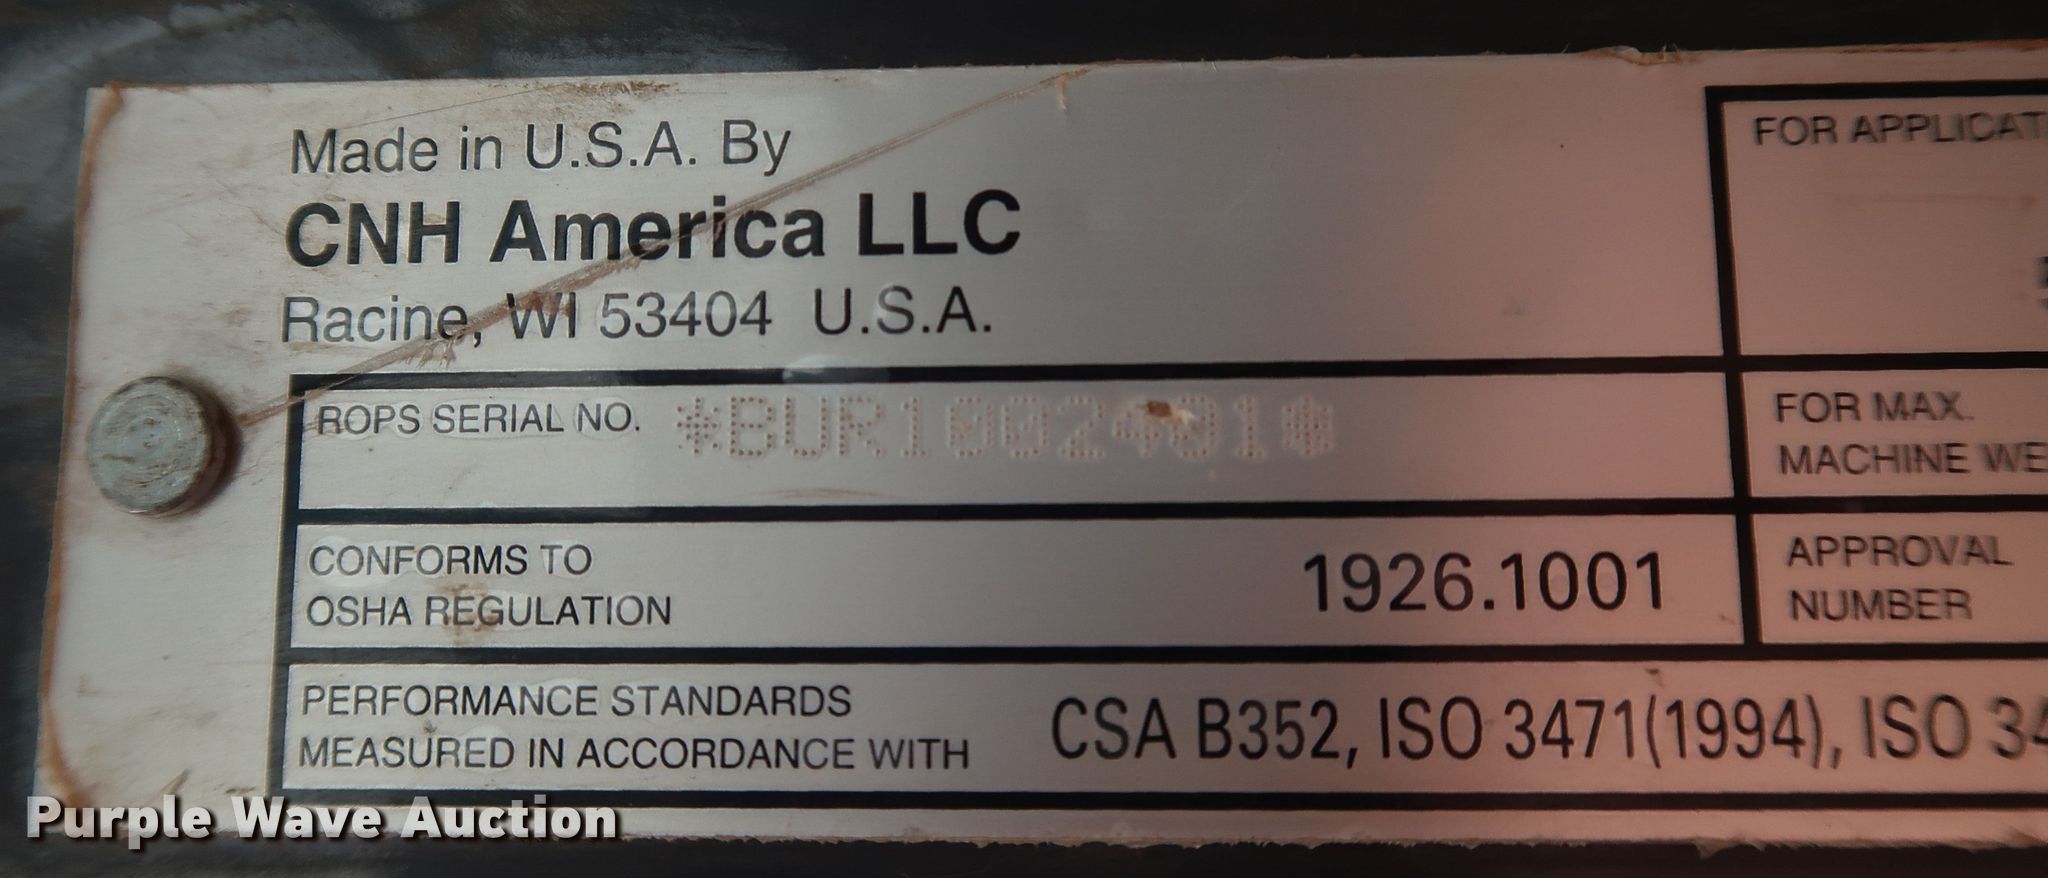 Made in U.S.A. By
CNH America LLC
Racine, WI 53404 U.S.A.
ROPS SERIAL NO. *BUR1002401*
CONFORMS TO
OSHA REGULATION
1926.1001
PERFORMANCE STANDARDS
MEASURED IN ACCORDANCE WITH
CSA B352, ISO 3471(1994), ISO 34
FOR APPLICAT
FOR MAX.
MACHINE WE
APPROVAL
NUMBER
Purple Wave Auction